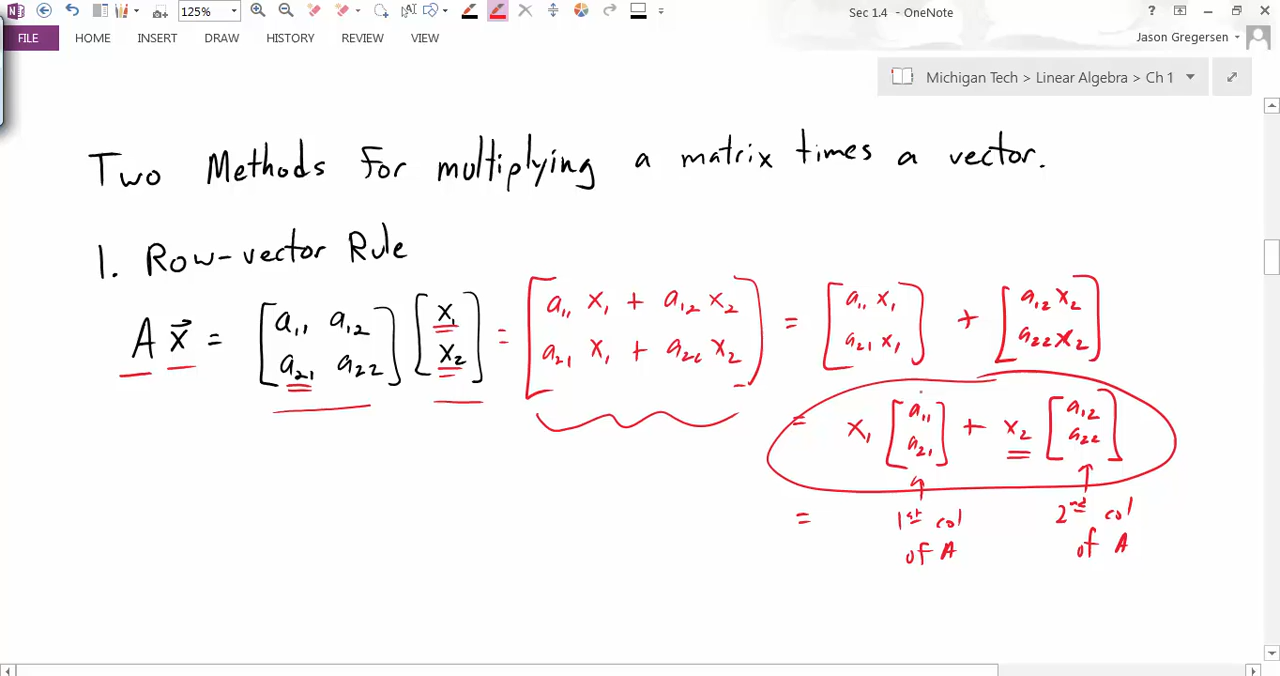 125%
Sec 1.4 - OneNote
FILE HOME INSERT DRAW HISTORY REVIEW VIEW
Jason Gregersen
Michigan Tech > Linear Algebra > Ch 1
Two Methods For multiplying a matrix times a vector.
1. Row-vector Rule
A x⃗ = [a₁₁ a₁₂; a₂₁ a₂₂] [x₁; x₂] = [a₁₁ x₁ + a₁₂ x₂; a₂₁ x₁ + a₂₂ x₂] = [a₁₁ x₁; a₂₁ x₁] + [a₁₂ x₂; a₂₂ x₂]
= x₁ [a₁₁; a₂₁] + x₂ [a₁₂; a₂₂]
= 1st col of A
2nd col of A